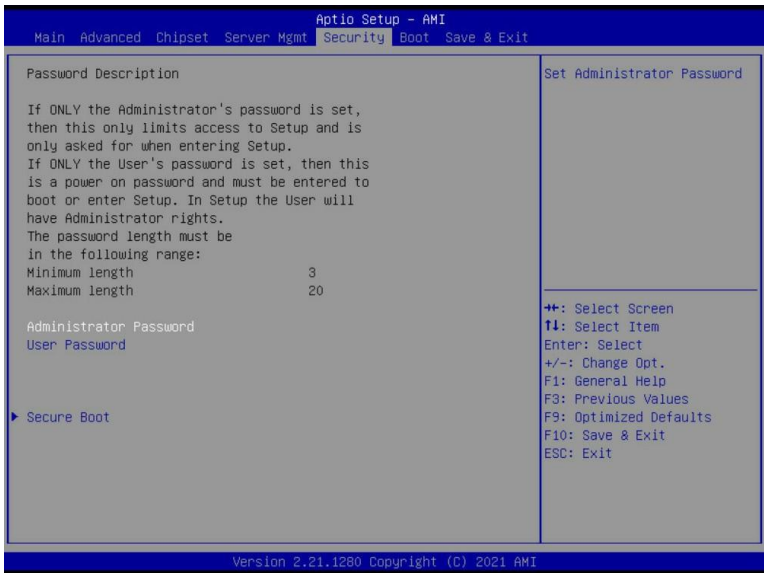 Aptio Setup - AMI
Main Advanced Chipset Server Mgmt Security Boot Save & Exit
Password Description
If ONLY the Administrator's password is set,
then this only limits access to Setup and is
only asked for when entering Setup.
If ONLY the User's password is set, then this
is a power on password and must be entered to
boot or enter Setup. In Setup the User will
have Administrator rights.
The password length must be
in the following range:
Minimum length 3
Maximum length 20
Administrator Password
User Password
Secure Boot
Set Administrator Password
→←: Select Screen
↑↓: Select Item
Enter: Select
+/-: Change Opt.
F1: General Help
F3: Previous Values
F9: Optimized Defaults
F10: Save & Exit
ESC: Exit
Version 2.21.1280 Copyright (C) 2021 AMI